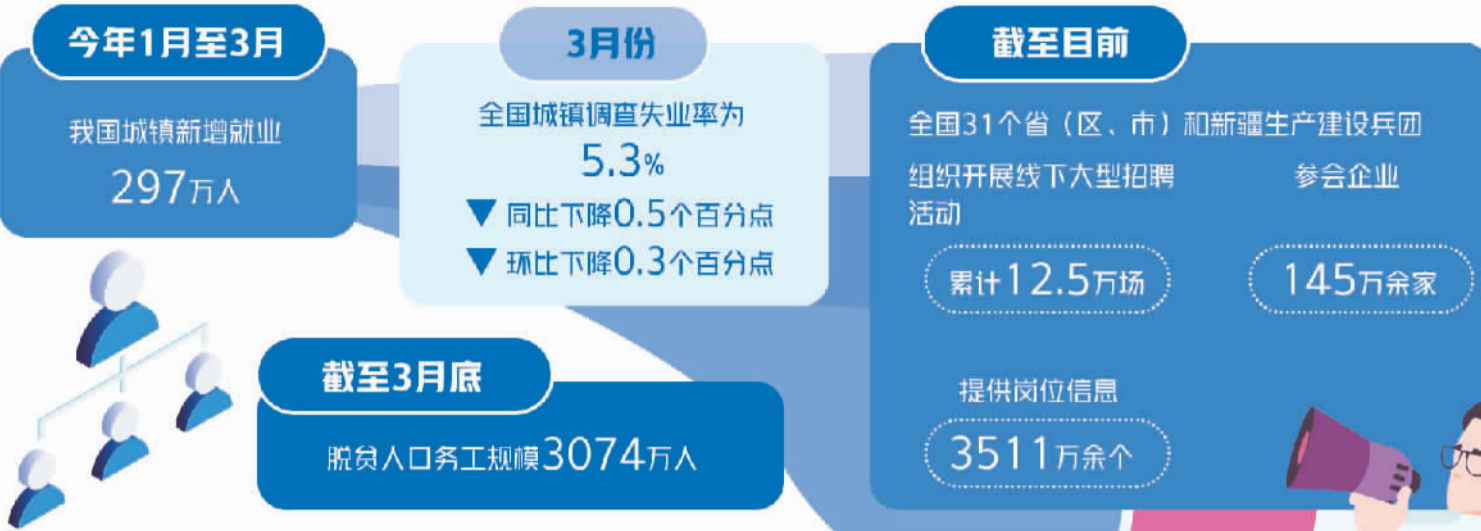 今年1月至3月
我国城镇新增就业
297万人
3月份
全国城镇调查失业率为
5.3%
▼ 同比下降0.5个百分点
▼ 环比下降0.3个百分点
截至3月底
脱贫人口务工规模3074万人
截至目前
全国31个省（区、市）和新疆生产建设兵团
组织开展线下大型招聘
活动
累计12.5万场
参会企业
145万余家
提供岗位信息
3511万余个